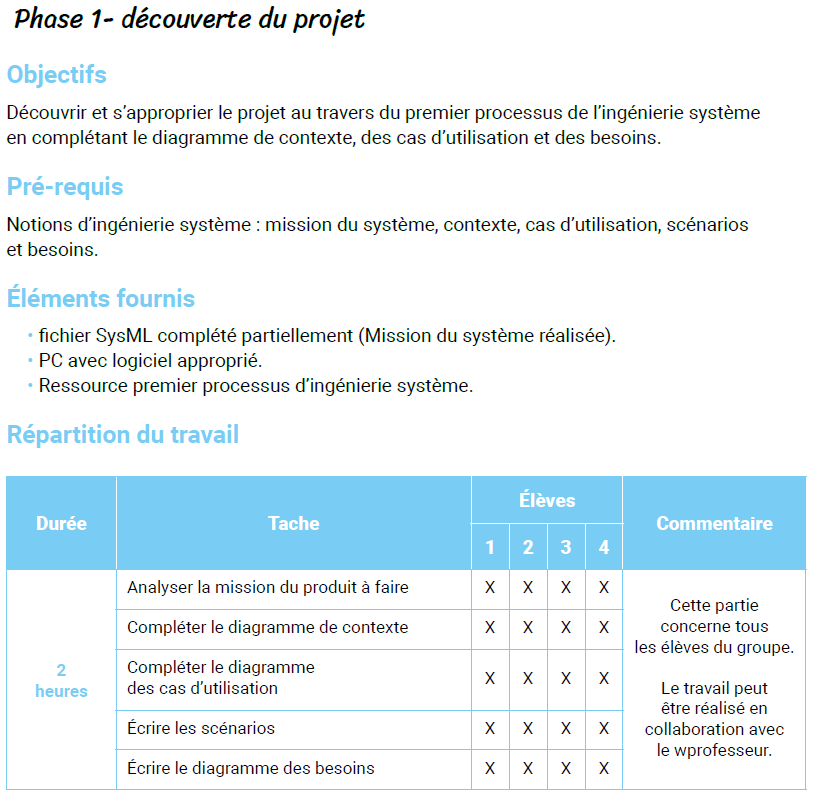 Phase 1- découverte du projet
Objectifs
Découvrir et s'approprier le projet au travers du premier processus de l'ingénierie système
en complétant le diagramme de contexte, des cas d'utilisation et des besoins.
Pré-requis
Notions d'ingénierie système : mission du système, contexte, cas d'utilisation, scénarios
et besoins.
Éléments fournis
• fichier SysML complété partiellement (Mission du système réalisée).
• PC avec logiciel approprié.
• Ressource premier processus d'ingénierie système.
Répartition du travail
Durée Tache Élèves Commentaire
1 2 3 4
2
heures
Analyser la mission du produit à faire X X X X
Compléter le diagramme de contexte X X X X
Compléter le diagramme
des cas d'utilisation X X X X
Écrire les scénarios X X X X
Écrire le diagramme des besoins X X X X
Cette partie
concerne tous
les élèves du groupe.
Le travail peut
être réalisé en
collaboration avec
le wprofesseur.